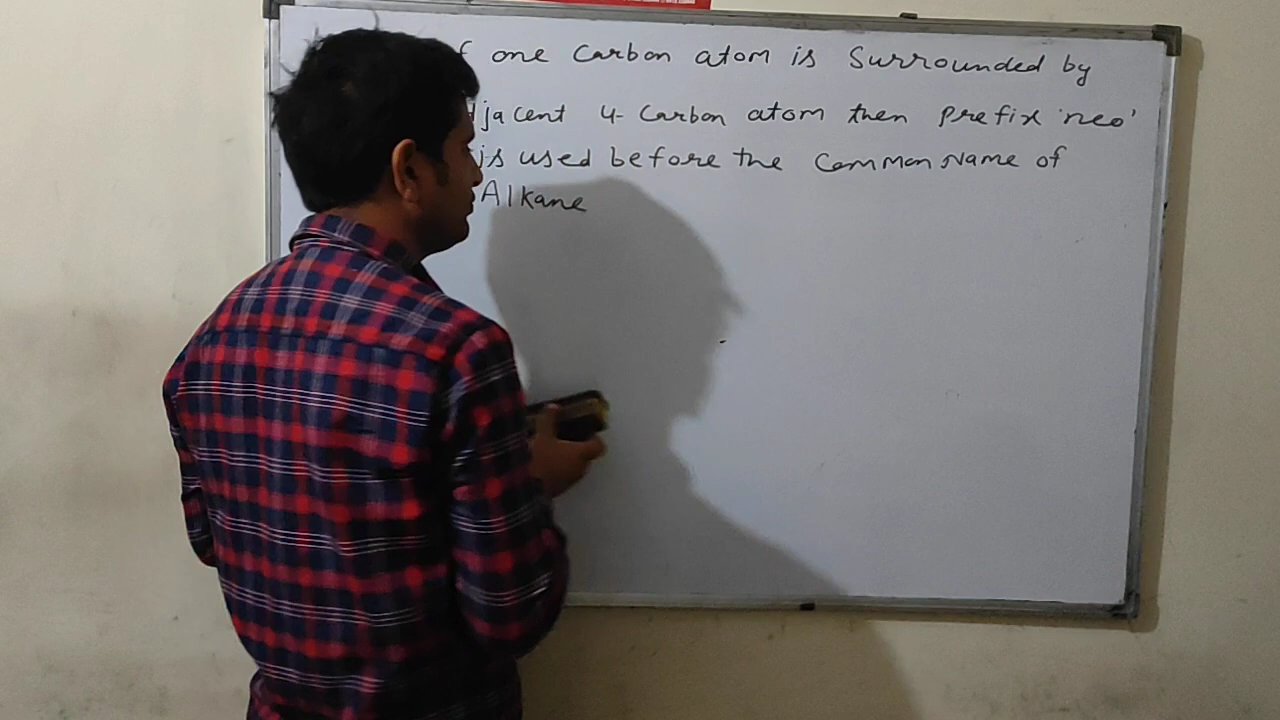 f one Carbon atom is Surrounded by
djacent 4- Carbon atom then prefix 'neo'
is used before the Common Name of
Alkane